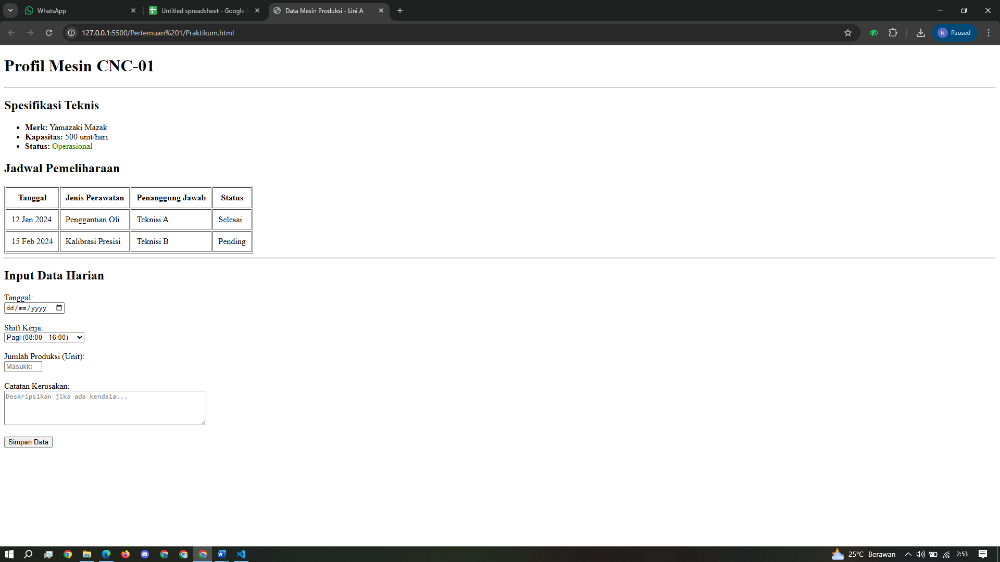 WhatsApp
Untitled spreadsheet - Google
Data Mesin Produksi - Lini A
127.0.0.1:5500/Pertemuan%201/Praktikum.html
N Paused
Profil Mesin CNC-01
Spesifikasi Teknis
• Merk: Yamazaki Mazak
• Kapasitas: 500 unit/hari
• Status: Operasional
Jadwal Pemeliharaan
Tanggal Jenis Perawatan Penanggung Jawab Status
12 Jan 2024 Penggantian Oli Teknisi A Selesai
15 Feb 2024 Kalibrasi Presisi Teknisi B Pending
Input Data Harian
Tanggal:
dd/mm/yyyy
Shift Kerja:
Pagi (08:00 - 16:00)
Jumlah Produksi (Unit):
Masukka
Catatan Kerusakan:
Deskripsikan jika ada kendala...
Simpan Data
25°C Berawan
2:53